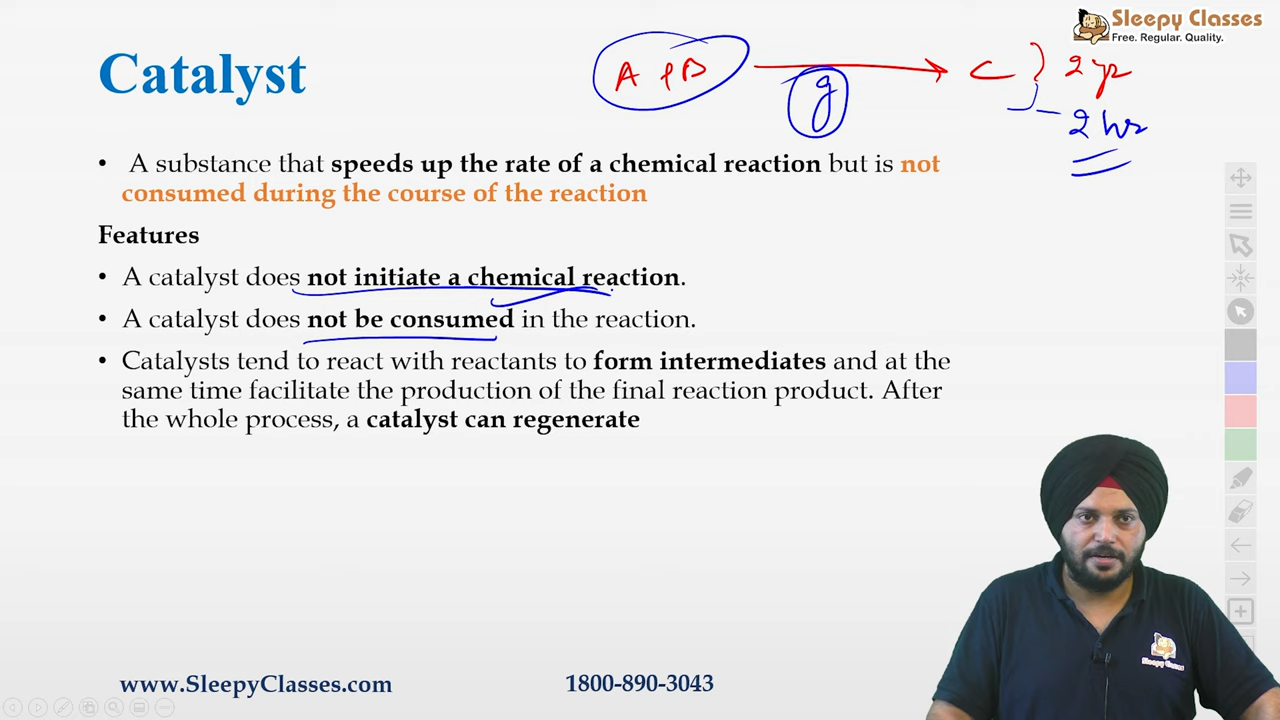 Sleepy Classes
Free. Regular. Quality.
Catalyst
A + B → C } 2 yr
g
2 hr
• A substance that speeds up the rate of a chemical reaction but is not
consumed during the course of the reaction
Features
• A catalyst does not initiate a chemical reaction.
• A catalyst does not be consumed in the reaction.
• Catalysts tend to react with reactants to form intermediates and at the
same time facilitate the production of the final reaction product. After
the whole process, a catalyst can regenerate
Sleepy Classes
www.SleepyClasses.com
1800-890-3043